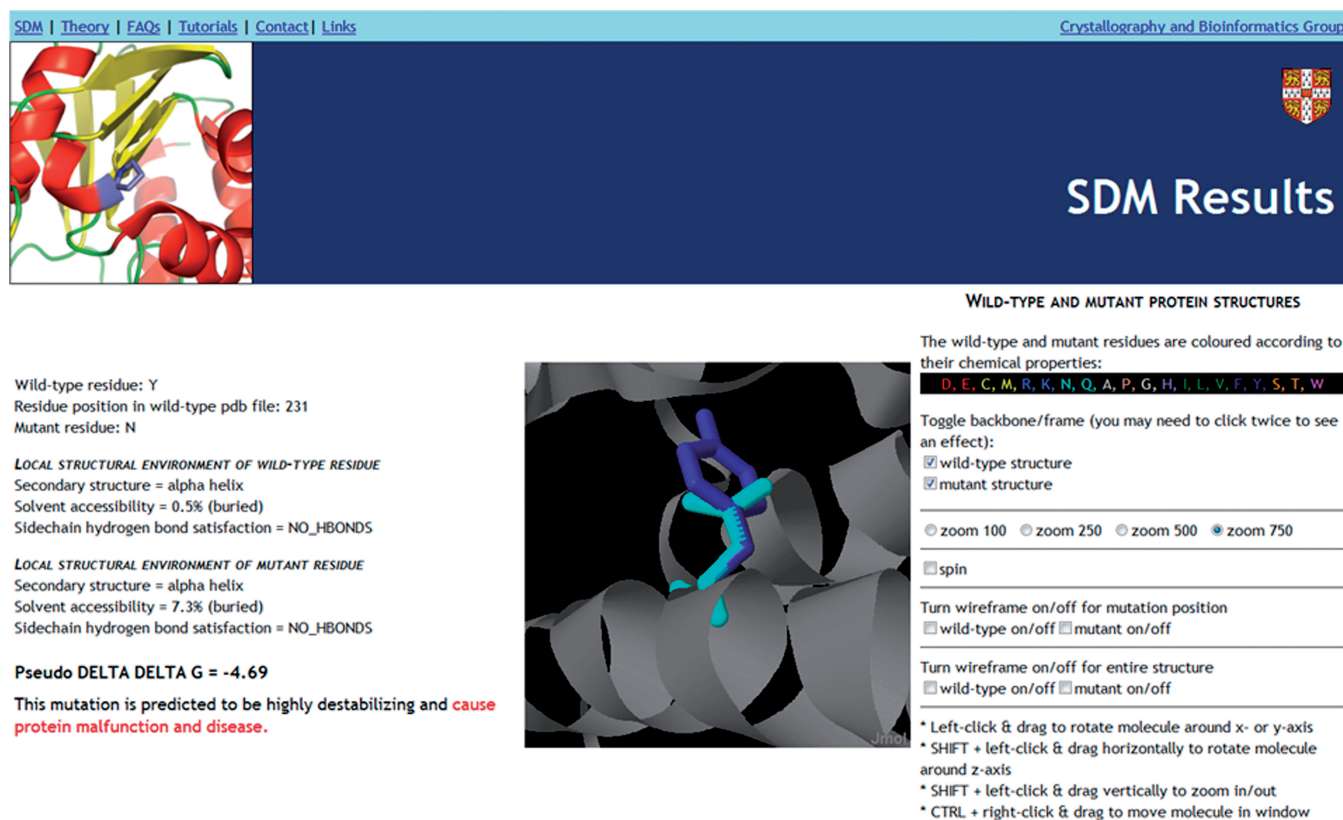 SDM | Theory | FAQs | Tutorials | Contact | Links
Crystallography and Bioinformatics Group
SDM Results
Wild-type residue: Y
Residue position in wild-type pdb file: 231
Mutant residue: N
LOCAL STRUCTURAL ENVIRONMENT OF WILD-TYPE RESIDUE
Secondary structure = alpha helix
Solvent accessibility = 0.5% (buried)
Sidechain hydrogen bond satisfaction = NO_HBONDS
LOCAL STRUCTURAL ENVIRONMENT OF MUTANT RESIDUE
Secondary structure = alpha helix
Solvent accessibility = 7.3% (buried)
Sidechain hydrogen bond satisfaction = NO_HBONDS
Pseudo DELTA DELTA G = -4.69
This mutation is predicted to be highly destabilizing and cause
protein malfunction and disease.
Jmol
WILD-TYPE AND MUTANT PROTEIN STRUCTURES
The wild-type and mutant residues are coloured according to
their chemical properties:
D, E, C, M, R, K, N, Q, A, P, G, H, I, L, V, F, Y, S, T, W
Toggle backbone/frame (you may need to click twice to see
an effect):
wild-type structure
mutant structure
zoom 100 zoom 250 zoom 500 zoom 750
spin
Turn wireframe on/off for mutation position
wild-type on/off mutant on/off
Turn wireframe on/off for entire structure
wild-type on/off mutant on/off
* Left-click & drag to rotate molecule around x- or y-axis
* SHIFT + left-click & drag horizontally to rotate molecule
around z-axis
* SHIFT + left-click & drag vertically to zoom in/out
* CTRL + right-click & drag to move molecule in window